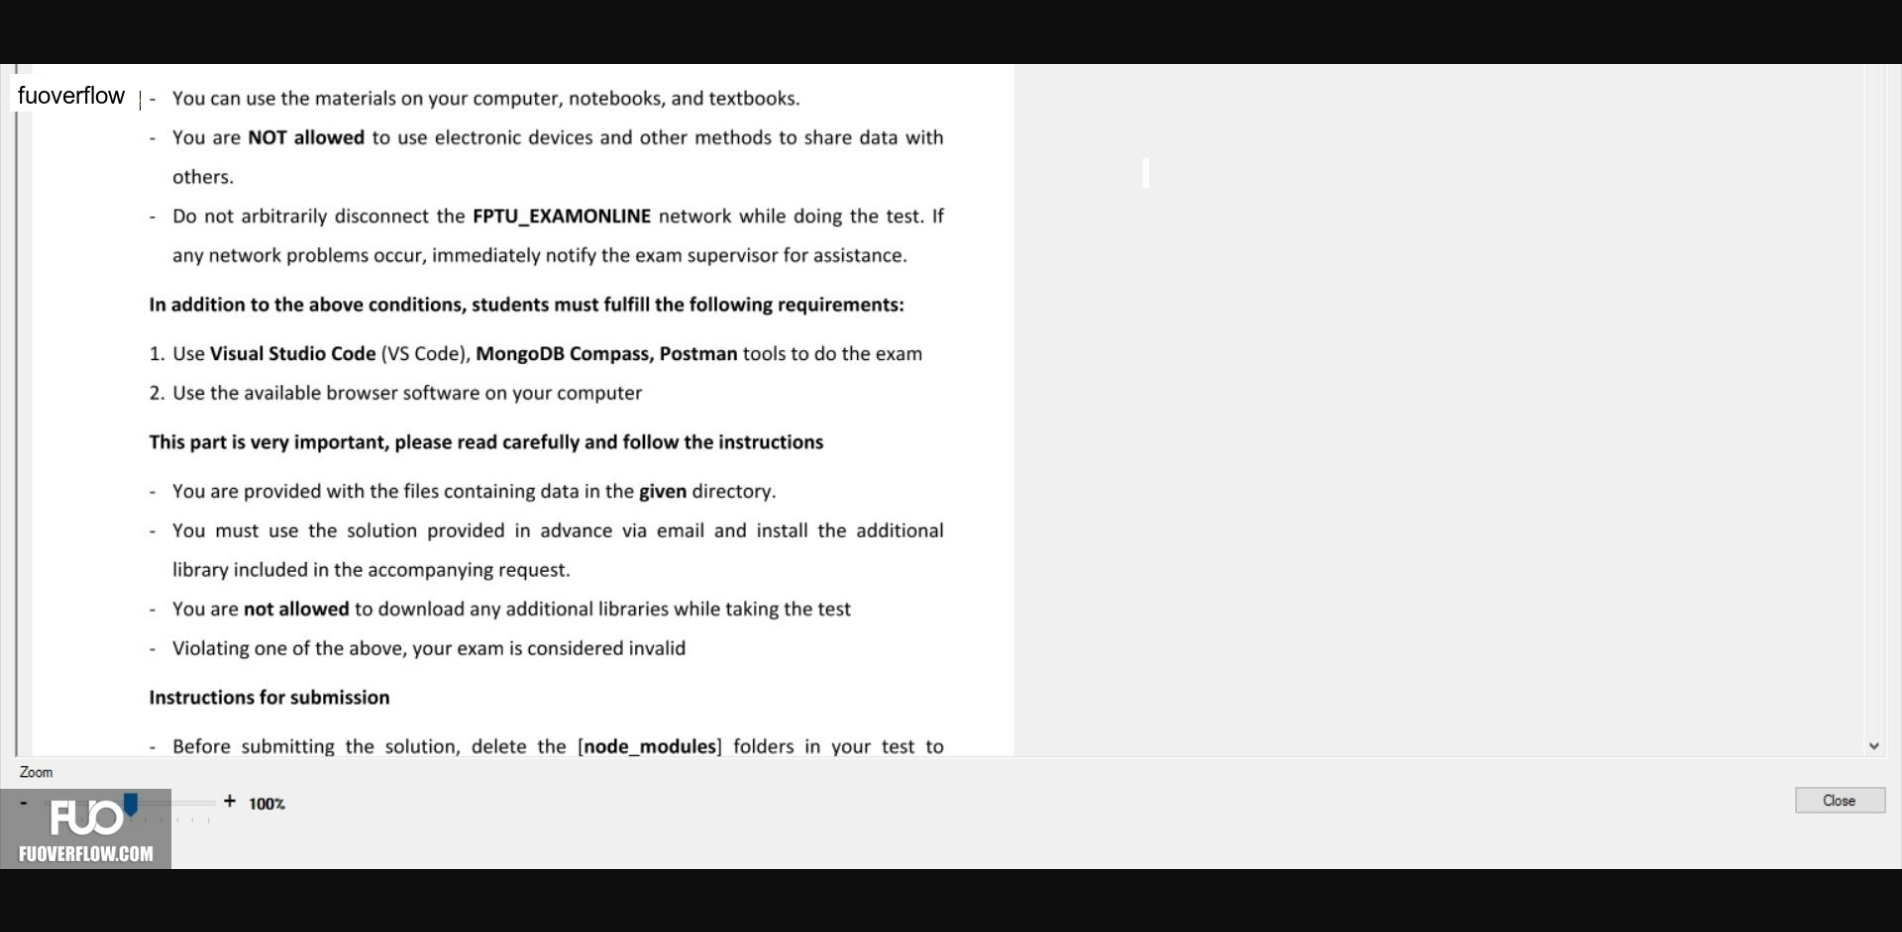 fuoverflow
- You can use the materials on your computer, notebooks, and textbooks.
- You are NOT allowed to use electronic devices and other methods to share data with
others.
- Do not arbitrarily disconnect the FPTU_EXAMONLINE network while doing the test. If
any network problems occur, immediately notify the exam supervisor for assistance.
In addition to the above conditions, students must fulfill the following requirements:
1. Use Visual Studio Code (VS Code), MongoDB Compass, Postman tools to do the exam
2. Use the available browser software on your computer
This part is very important, please read carefully and follow the instructions
- You are provided with the files containing data in the given directory.
- You must use the solution provided in advance via email and install the additional
library included in the accompanying request.
- You are not allowed to download any additional libraries while taking the test
- Violating one of the above, your exam is considered invalid
Instructions for submission
- Before submitting the solution, delete the [node_modules] folders in your test to
Zoom
- + 100%
Close
FUO
FUOVERFLOW.COM